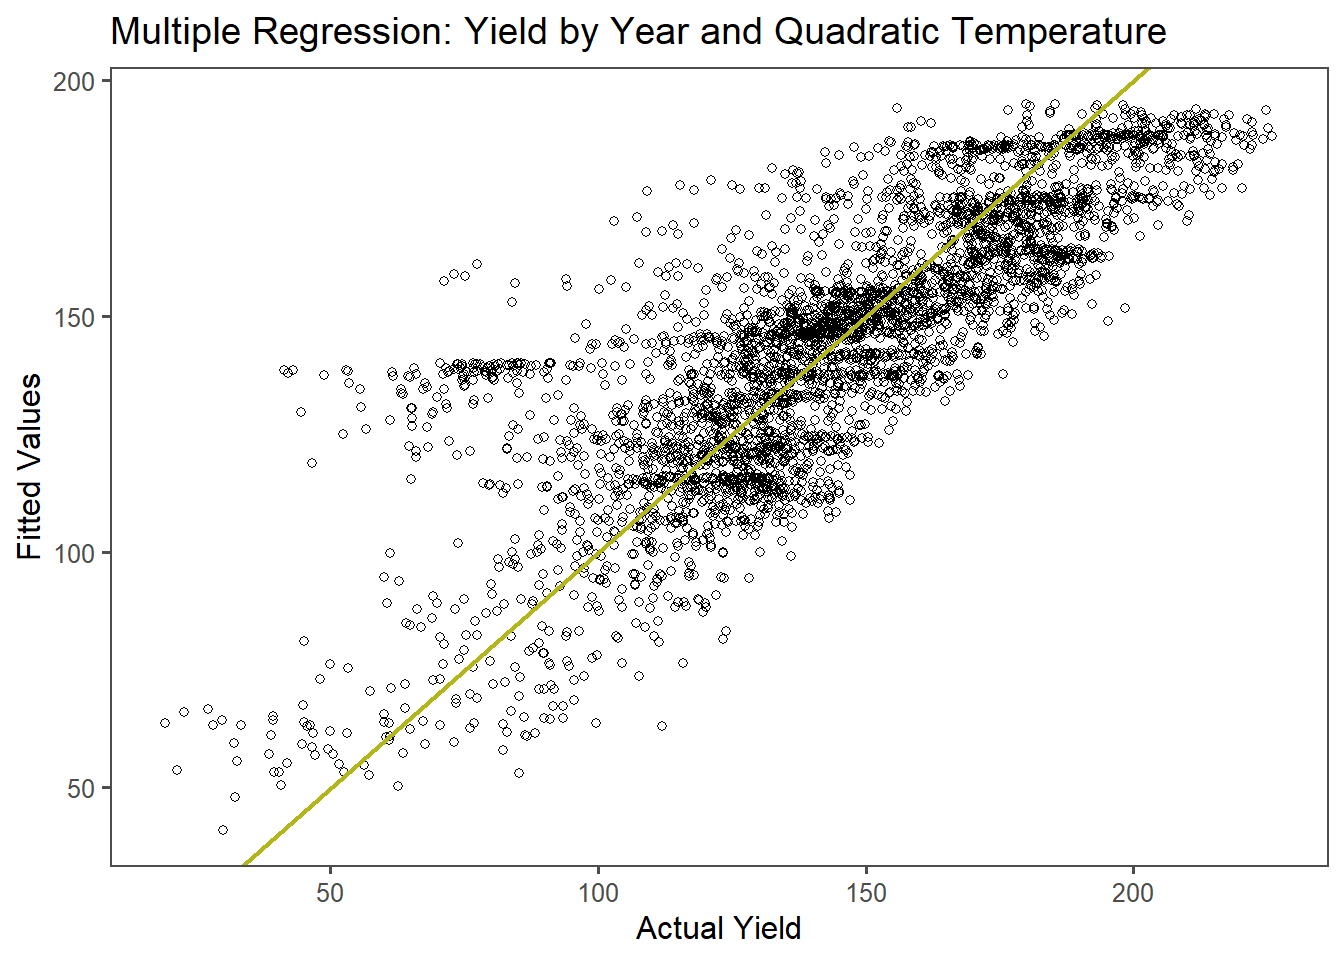 Multiple Regression: Yield by Year and Quadratic Temperature
200
150
100
50
Fitted Values
50 100 150 200
Actual Yield